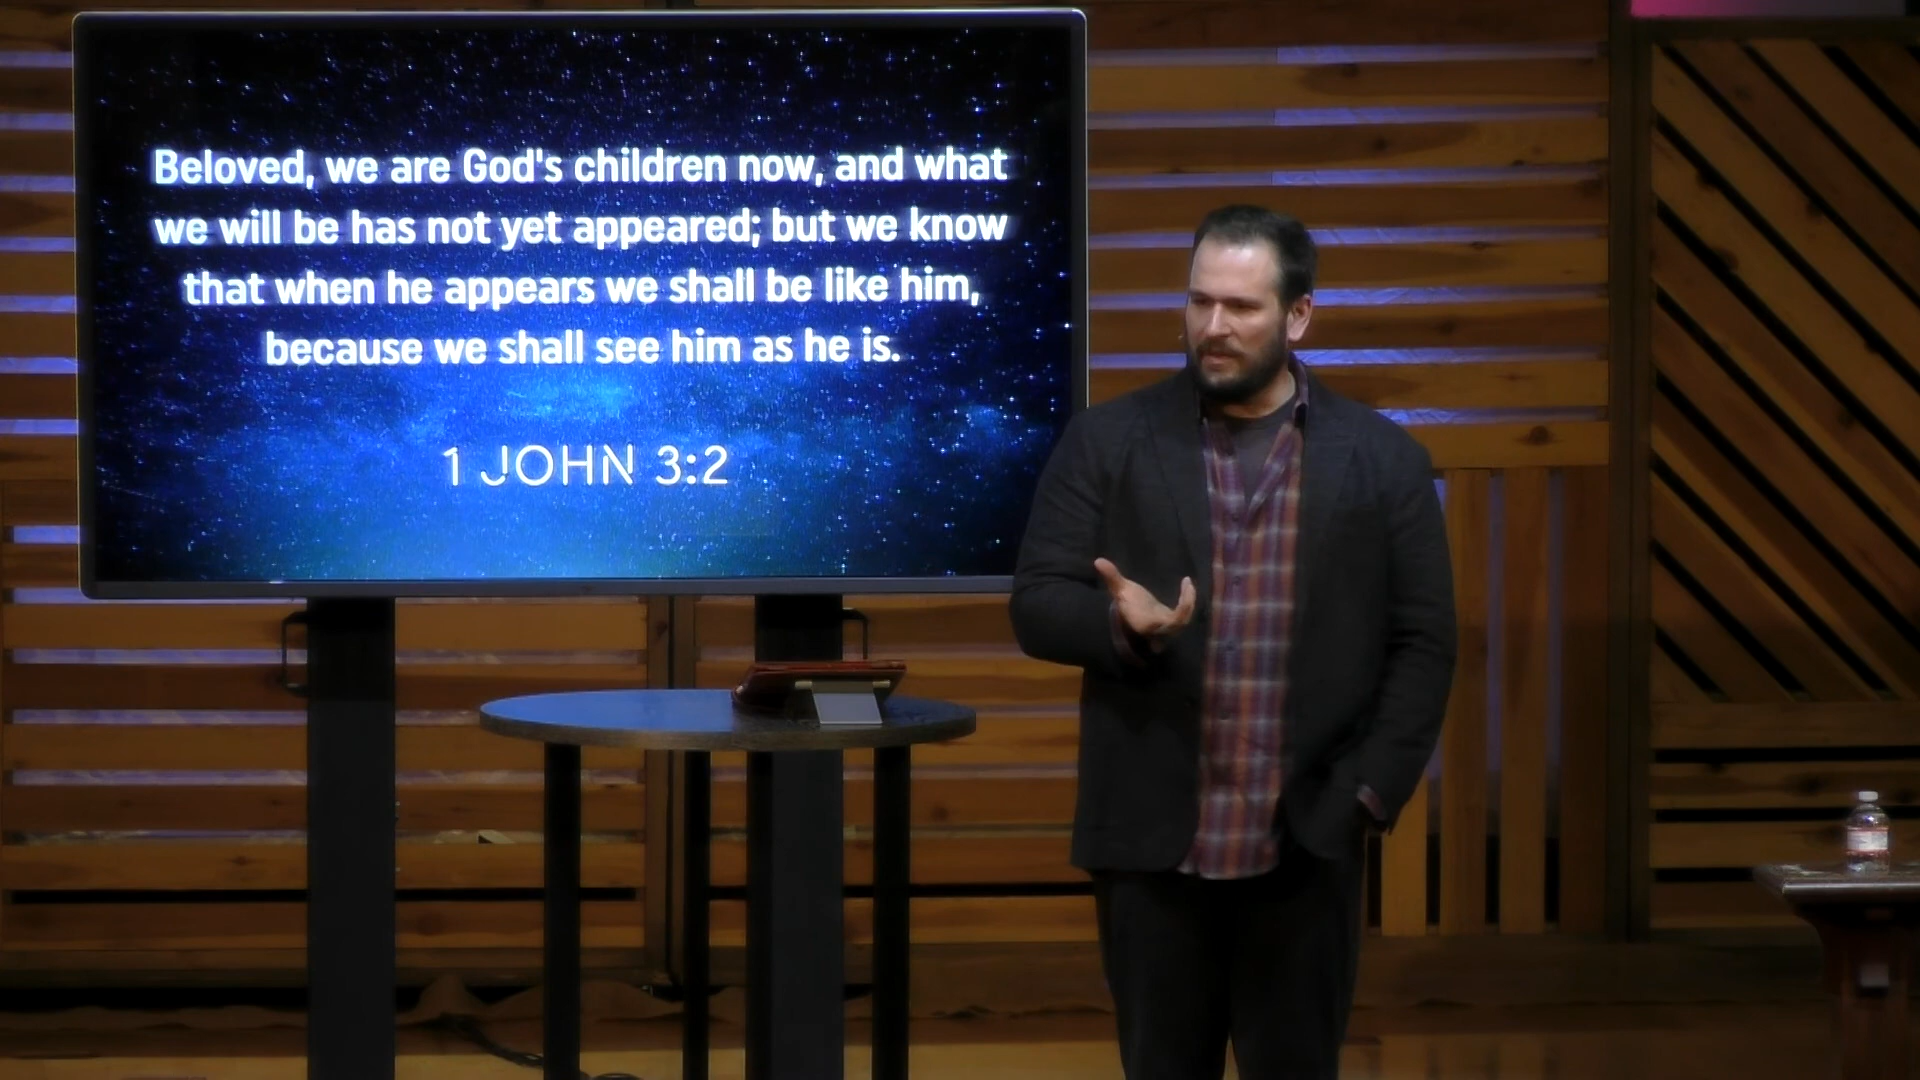 Beloved, we are God's children now, and what
we will be has not yet appeared; but we know
that when he appears we shall be like him,
because we shall see him as he is.
1 JOHN 3:2